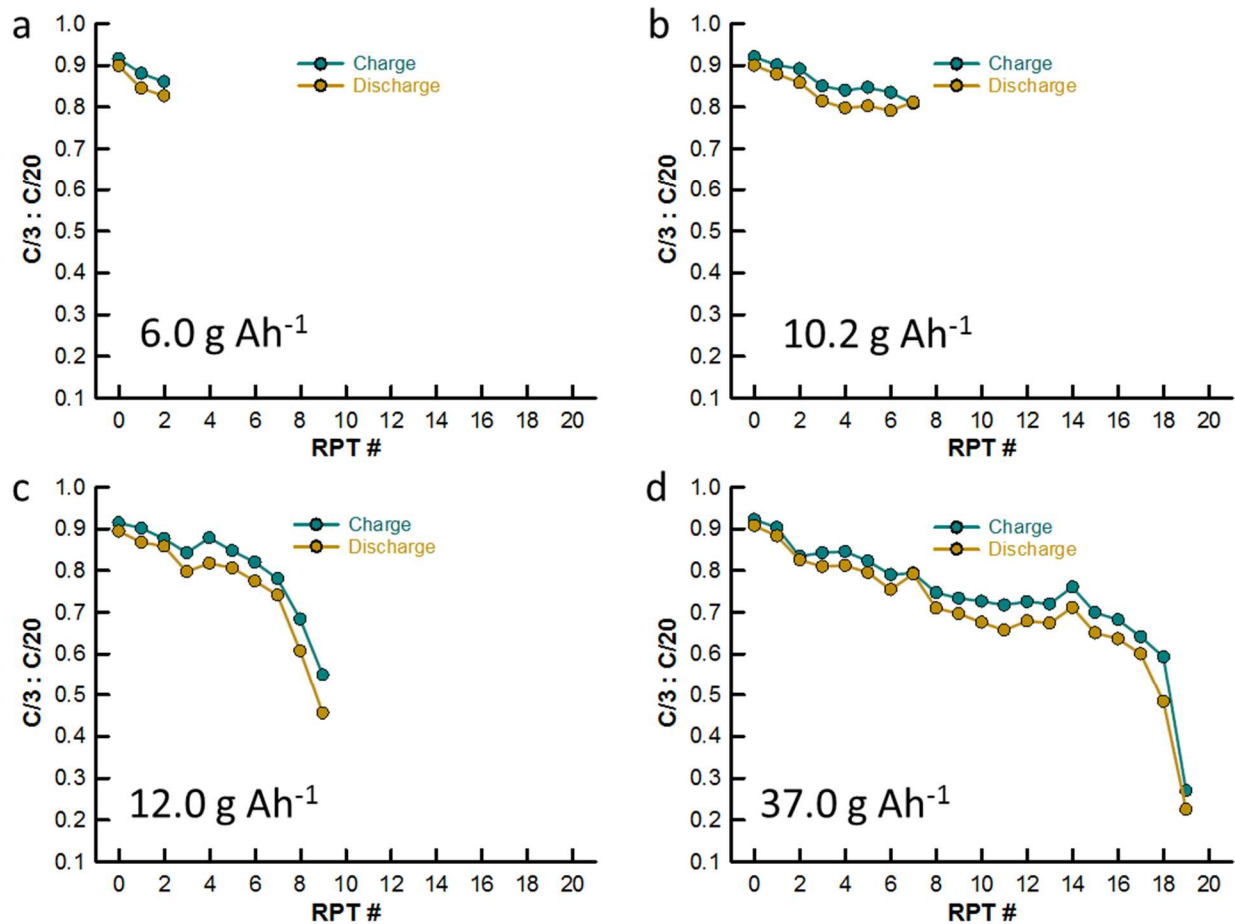 a
1.0
0.9
0.8
0.7
0.6
0.5
0.4
0.3
0.2
0.1
C/3 : C/20
Charge
Discharge
6.0 g Ah⁻¹
0 2 4 6 8 10 12 14 16 18 20
RPT #
b
1.0
0.9
0.8
0.7
0.6
0.5
0.4
0.3
0.2
0.1
C/3 : C/20
Charge
Discharge
10.2 g Ah⁻¹
0 2 4 6 8 10 12 14 16 18 20
RPT #
c
1.0
0.9
0.8
0.7
0.6
0.5
0.4
0.3
0.2
0.1
C/3 : C/20
Charge
Discharge
12.0 g Ah⁻¹
0 2 4 6 8 10 12 14 16 18 20
RPT #
d
1.0
0.9
0.8
0.7
0.6
0.5
0.4
0.3
0.2
0.1
C/3 : C/20
Charge
Discharge
37.0 g Ah⁻¹
0 2 4 6 8 10 12 14 16 18 20
RPT #